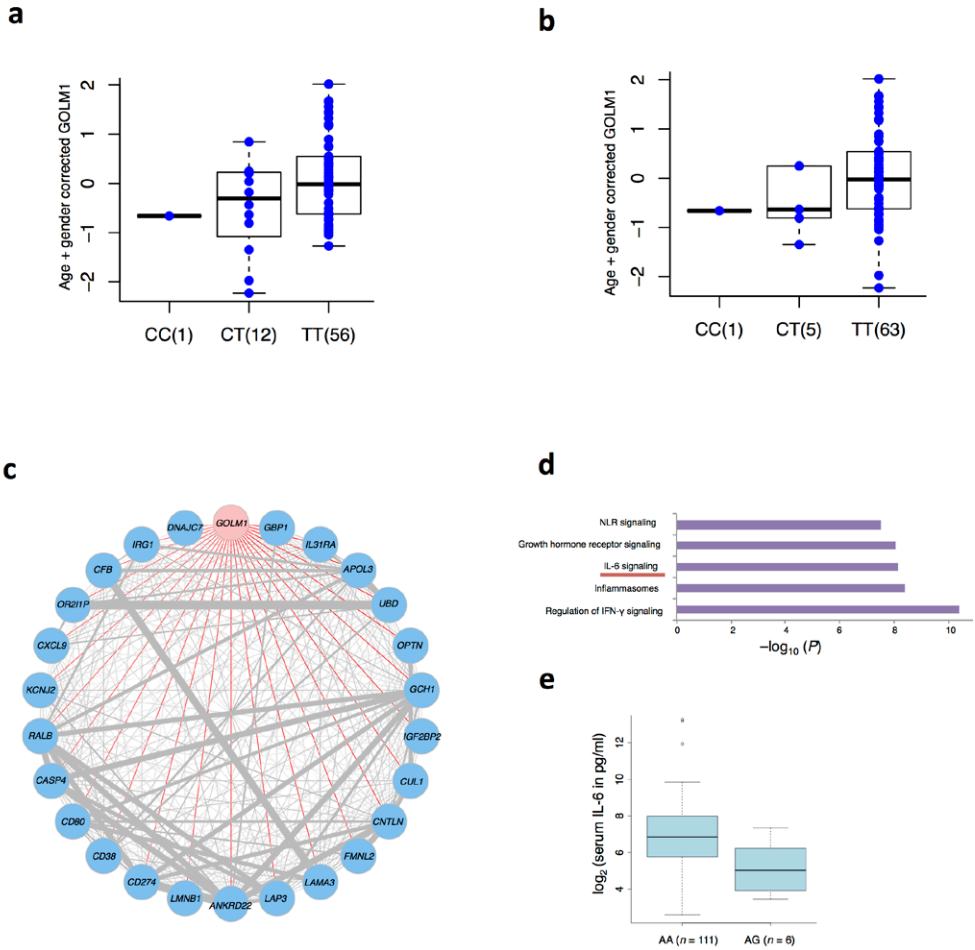 a
Age + gender corrected GOLM1
2
1
0
−1
−2
CC(1) CT(12) TT(56)
b
Age + gender corrected GOLM1
2
1
0
−1
−2
CC(1) CT(5) TT(63)
c
GOLM1
GBP1
IL31RA
APOL3
UBD
OPTN
GCH1
IGF2BP2
CUL1
CNTLN
FMNL2
LAMA3
LAP3
ANKRD22
LMNB1
CD274
CD38
CD80
CASP4
RALB
KCNJ2
CXCL9
OR2I1P
CFB
IRG1
DNAJC7
d
NLR signaling
Growth hormone receptor signaling
IL-6 signaling
Inflammasomes
Regulation of IFN-γ signaling
0 2 4 6 8 10
−log10 (P)
e
log2 (serum IL-6 in pg/ml)
12
10
8
6
4
AA (n = 111) AG (n = 6)